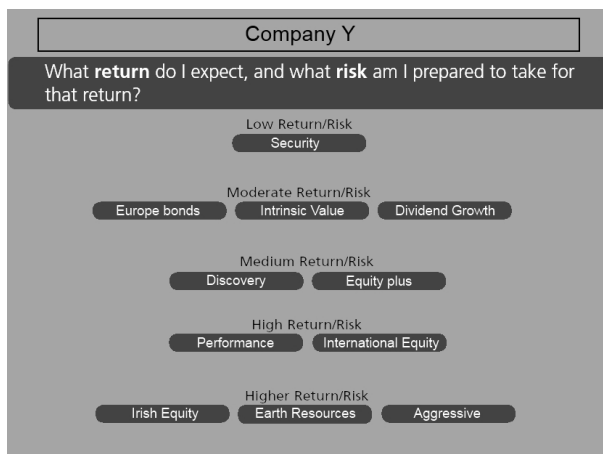 Company Y
What return do I expect, and what risk am I prepared to take for
that return?
Low Return/Risk
Security
Moderate Return/Risk
Europe bonds Intrinsic Value Dividend Growth
Medium Return/Risk
Discovery Equity plus
High Return/Risk
Performance International Equity
Higher Return/Risk
Irish Equity Earth Resources Aggressive